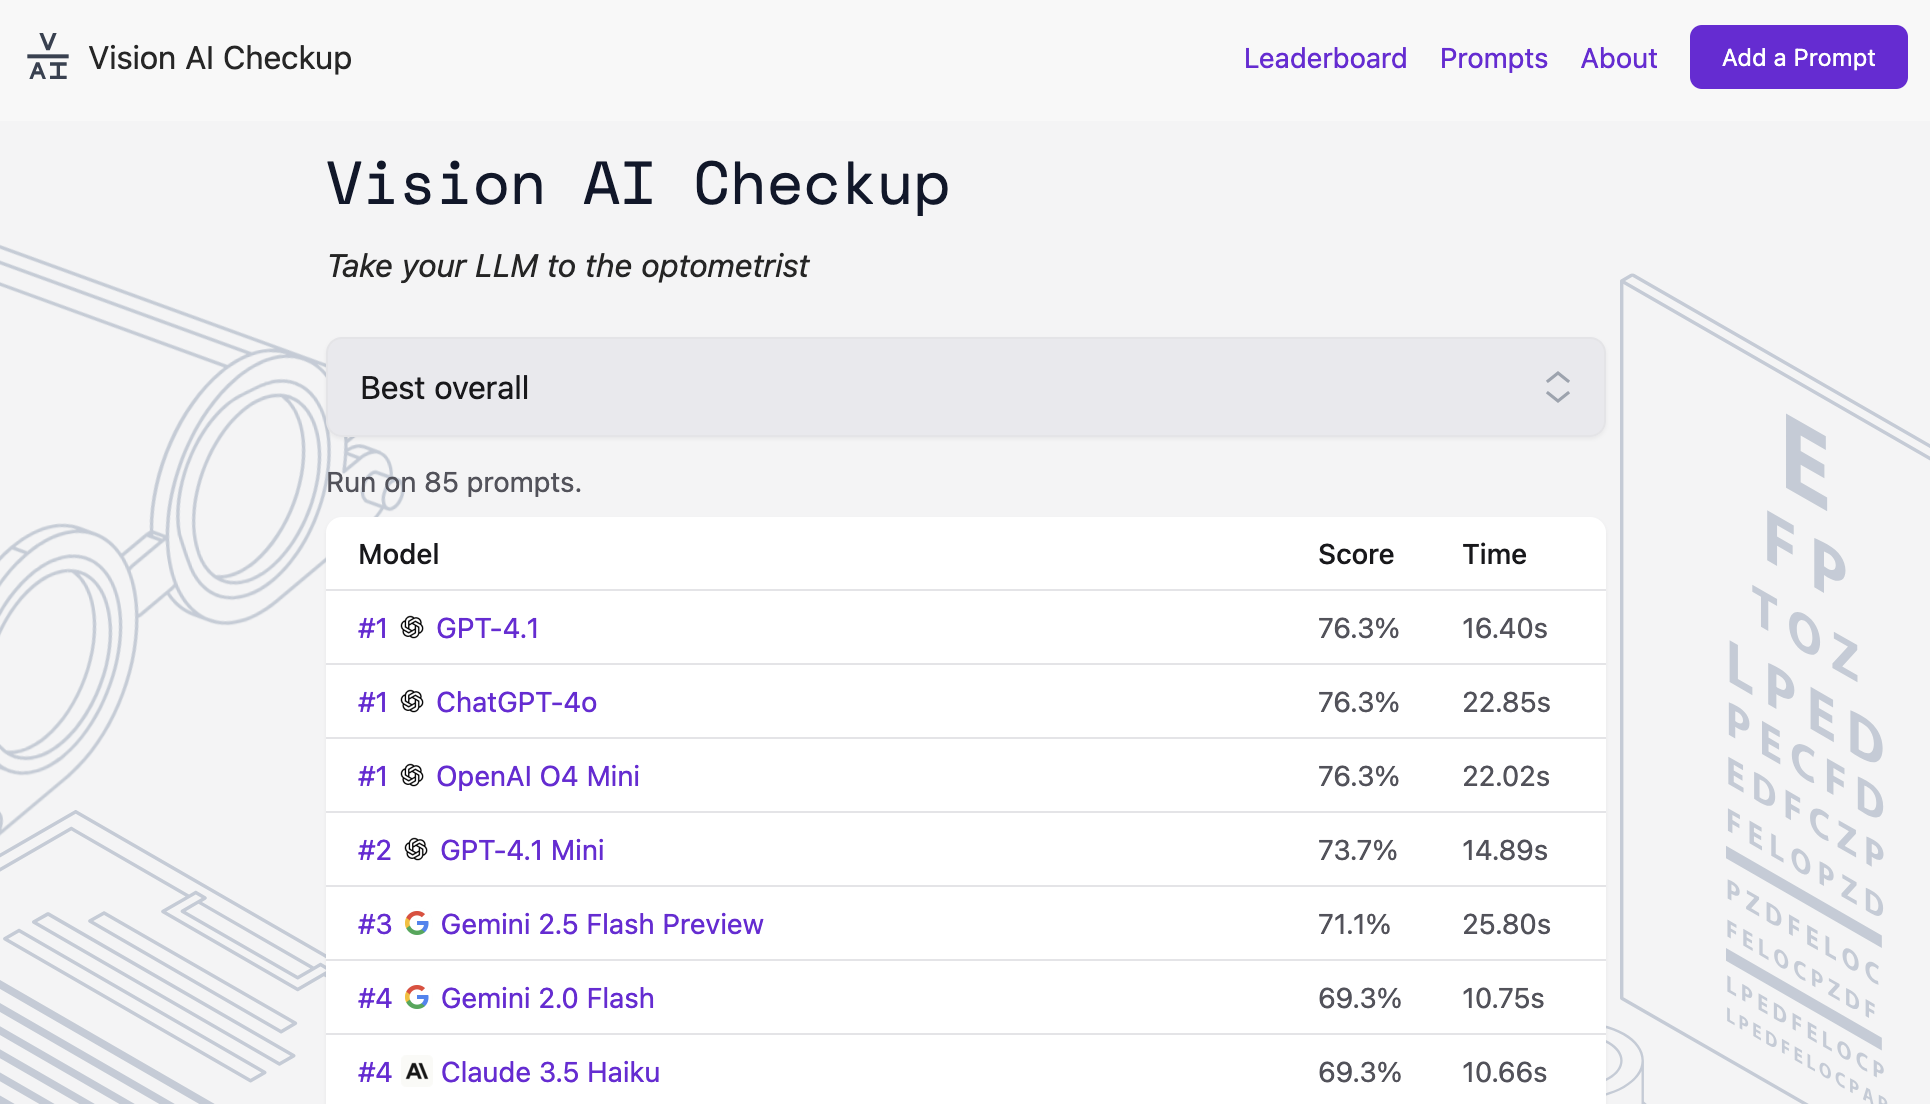 V
AI
Vision AI Checkup
Leaderboard Prompts About Add a Prompt
Vision AI Checkup
Take your LLM to the optometrist
Best overall
Run on 85 prompts.
Model Score Time
#1 GPT-4.1 76.3% 16.40s
#1 ChatGPT-4o 76.3% 22.85s
#1 OpenAI O4 Mini 76.3% 22.02s
#2 GPT-4.1 Mini 73.7% 14.89s
#3 Gemini 2.5 Flash Preview 71.1% 25.80s
#4 Gemini 2.0 Flash 69.3% 10.75s
#4 Claude 3.5 Haiku 69.3% 10.66s
E
F P
T O Z
L P E D
P E C F D
E D F C Z P
F E L O P Z D
P Z D F E L O C
F E L O C P Z D F
L P E D F E L O C P